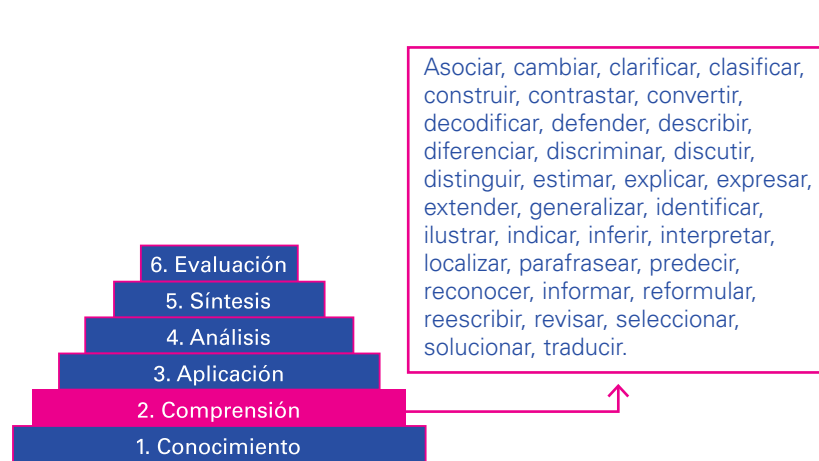 Asociar, cambiar, clarificar, clasificar,
construir, contrastar, convertir,
decodificar, defender, describir,
diferenciar, discriminar, discutir,
distinguir, estimar, explicar, expresar,
extender, generalizar, identificar,
ilustrar, indicar, inferir, interpretar,
localizar, parafrasear, predecir,
reconocer, informar, reformular,
reescribir, revisar, seleccionar,
solucionar, traducir.
6. Evaluación
5. Síntesis
4. Análisis
3. Aplicación
2. Comprensión
1. Conocimiento